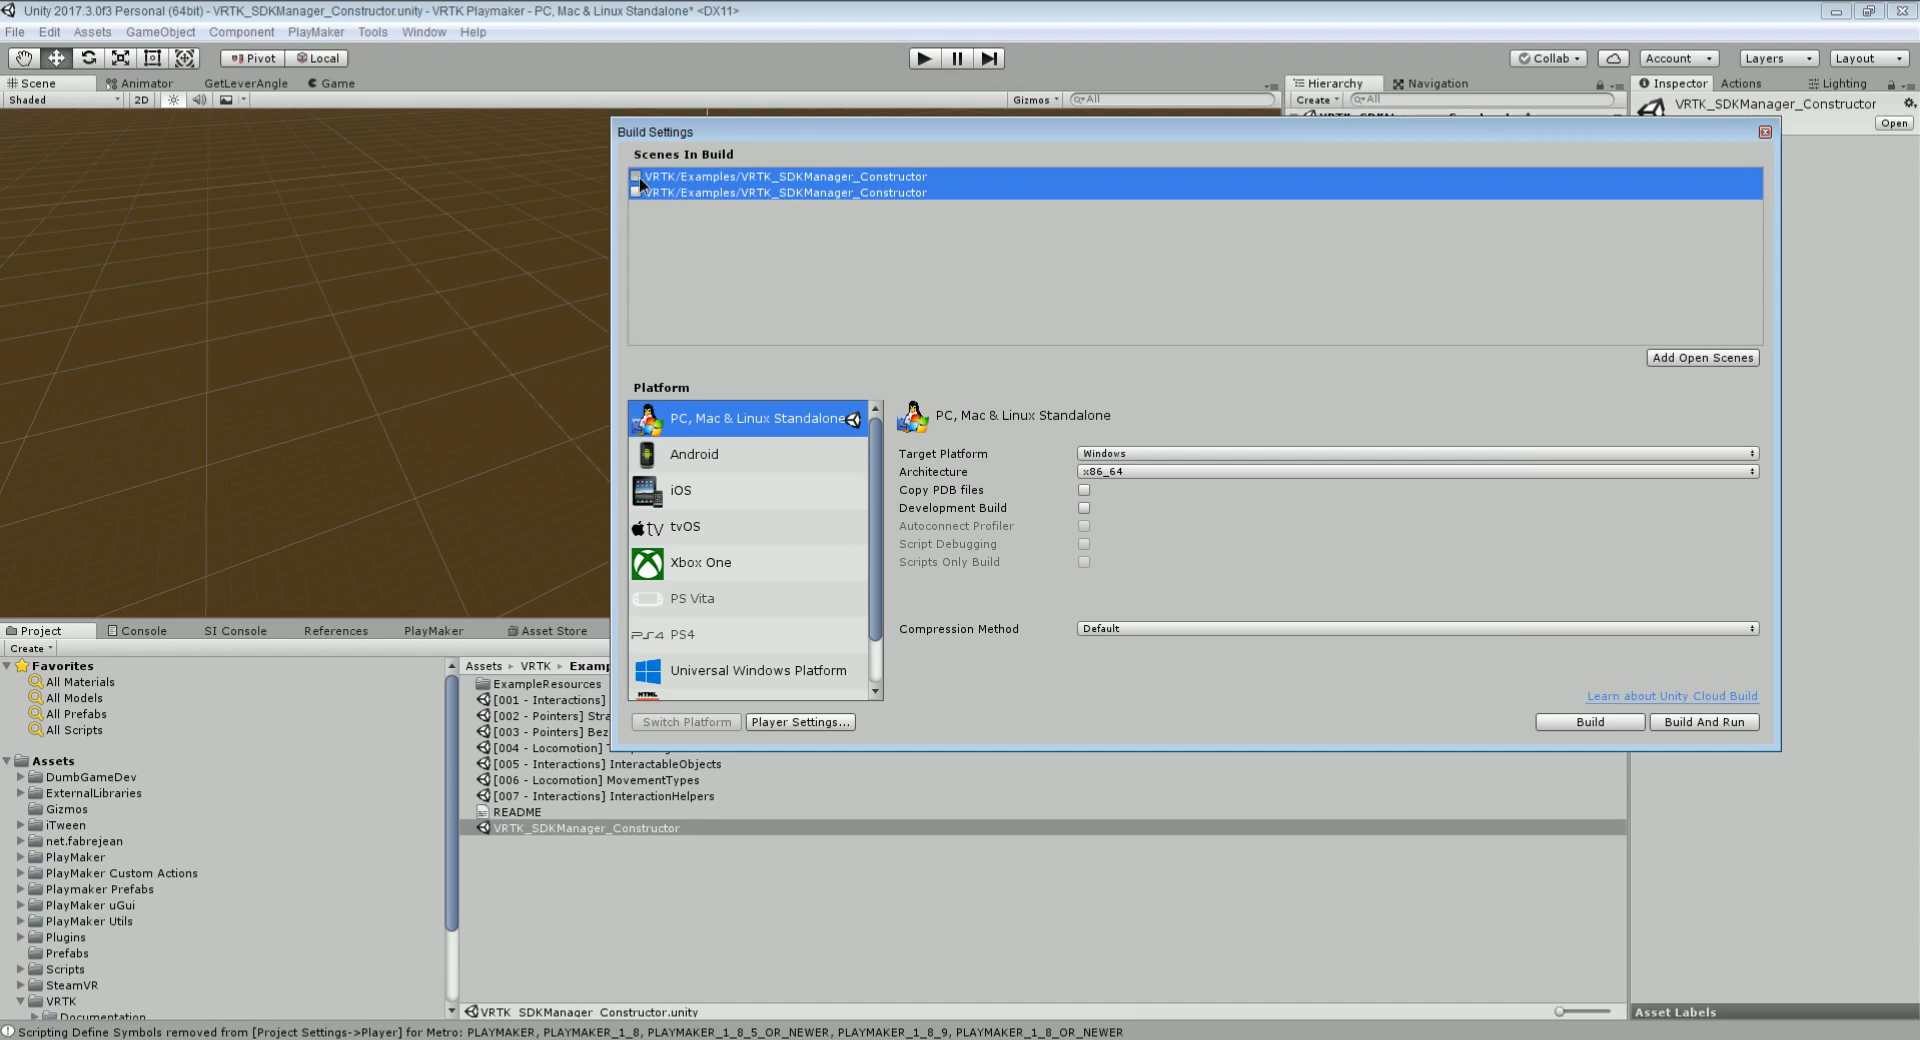 Unity 2017.3.0f3 Personal (64bit) - VRTK_SDKManager_Constructor.unity - VRTK Playmaker - PC, Mac & Linux Standalone* <DX11>
File Edit Assets GameObject Component PlayMaker Tools Window Help
Pivot Local Collab Account Layers Layout
Scene Animator GetLeverAngle Game Hierarchy Navigation Inspector Actions Lighting
Shaded 2D Gizmos All Create All VRTK_SDKManager_Constructor
Open
Build Settings
Scenes In Build
VRTK/Examples/VRTK_SDKManager_Constructor
VRTK/Examples/VRTK_SDKManager_Constructor
Add Open Scenes
Platform
PC, Mac & Linux Standalone
Android
iOS
tv tvOS
Xbox One
PS Vita
PS4 PS4
Universal Windows Platform
HTML
PC, Mac & Linux Standalone
Target Platform Windows
Architecture x86_64
Copy PDB files
Development Build
Autoconnect Profiler
Script Debugging
Scripts Only Build
Compression Method Default
Learn about Unity Cloud Build
Switch Platform Player Settings... Build Build And Run
Project Console SI Console References PlayMaker Asset Store
Create
Favorites
All Materials
All Models
All Prefabs
All Scripts
Assets
DumbGameDev
ExternalLibraries
Gizmos
iTween
net.fabrejean
PlayMaker
PlayMaker Custom Actions
Playmaker Prefabs
PlayMaker uGui
PlayMaker Utils
Plugins
Prefabs
Scripts
SteamVR
VRTK
Documentation
Assets VRTK Examp
ExampleResources
[001 - Interactions]
[002 - Pointers] Stra
[003 - Pointers] Bez
[004 - Locomotion]
[005 - Interactions] InteractableObjects
[006 - Locomotion] MovementTypes
[007 - Interactions] InteractionHelpers
README
VRTK_SDKManager_Constructor
VRTK_SDKManager_Constructor.unity
Asset Labels
Scripting Define Symbols removed from [Project Settings->Player] for Metro: PLAYMAKER, PLAYMAKER_1_8, PLAYMAKER_1_8_5_OR_NEWER, PLAYMAKER_1_8_9, PLAYMAKER_1_8_OR_NEWER